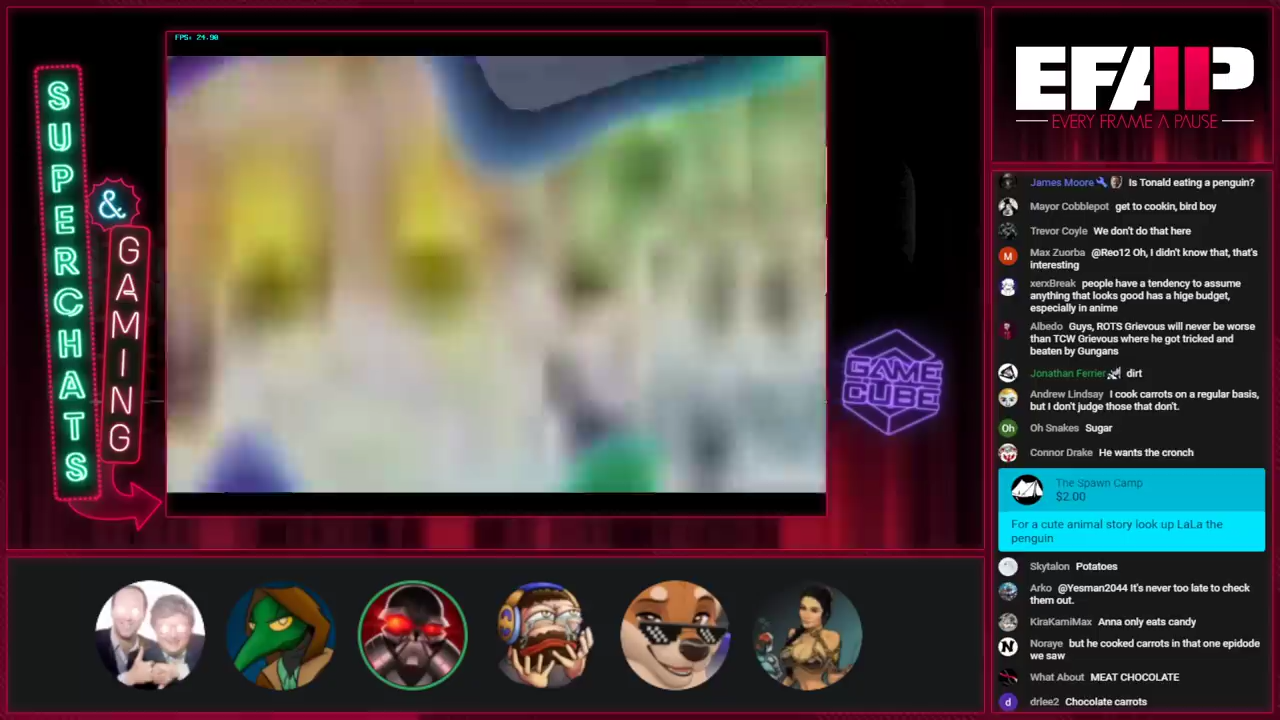 FPS: 24.90
SUPERCHATS
&
GAMING
GAME
CUBE
EFAP
EVERY FRAME A PAUSE
James Moore Is Tonald eating a penguin?
Mayor Cobblepot get to cookin, bird boy
Trevor Coyle We don't do that here
M
Max Zuorba @Reo12 Oh, I didn't know that, that's
interesting
xerxBreak people have a tendency to assume
anything that looks good has a hige budget,
especially in anime
Albedo Guys, ROTS Grievous will never be worse
than TCW Grievous where he got tricked and
beaten by Gungans
Jonathan Ferrier dirt
Andrew Lindsay I cook carrots on a regular basis,
but I don't judge those that don't.
Oh
Oh Snakes Sugar
Connor Drake He wants the cronch
The Spawn Camp
$2.00
For a cute animal story look up LaLa the
penguin
Skytalon Potatoes
Arko @Yesman2044 It's never too late to check
them out.
KiraKamiMax Anna only eats candy
N
Noraye but he cooked carrots in that one epidode
we saw
What About MEAT CHOCOLATE
d
drlee2 Chocolate carrots